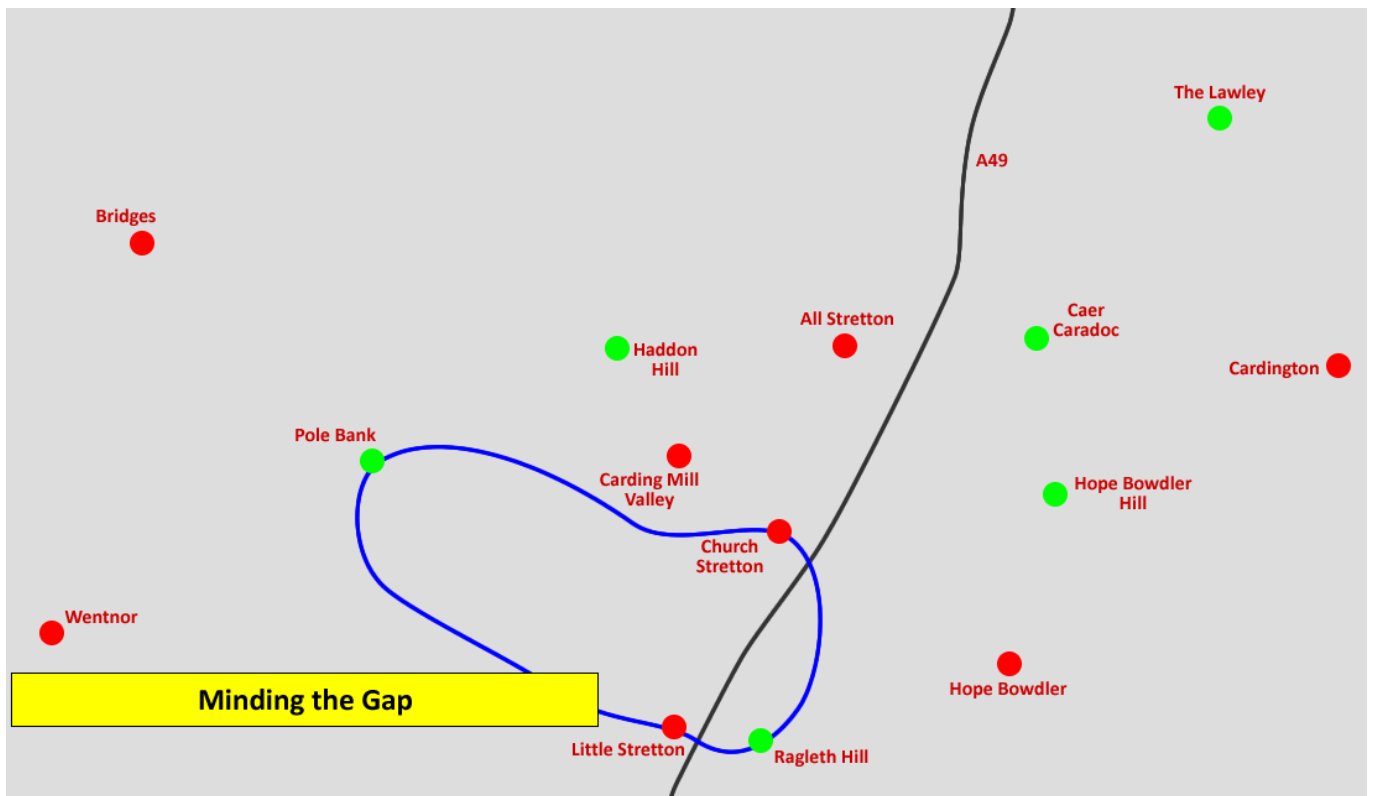 The Lawley
A49
Bridges
Caer
Caradoc
All Stretton
Haddon
Hill
Cardington
Pole Bank
Carding Mill
Valley
Hope Bowdler
Hill
Church
Stretton
Wentnor
Hope Bowdler
Minding the Gap
Little Stretton
Ragleth Hill